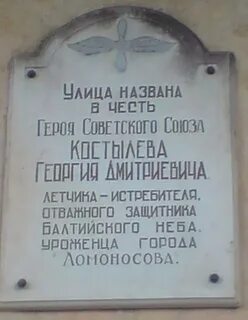 Улица названа
в честь
Героя Советского Союза
Костылева
Георгия Дмитриевича.
летчика-истребителя,
отважного защитника
Балтийского неба,
уроженца города
Ломоносова.